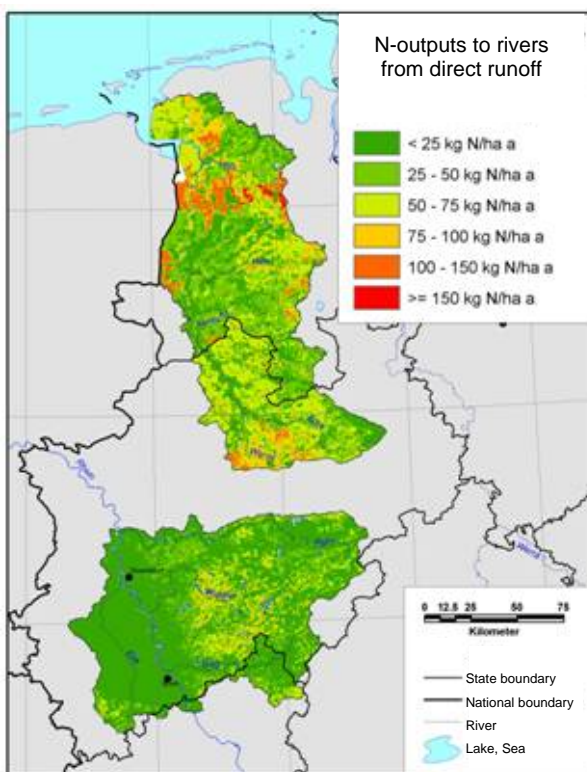 N-outputs to rivers
from direct runoff
< 25 kg N/ha a
25 - 50 kg N/ha a
50 - 75 kg N/ha a
75 - 100 kg N/ha a
100 - 150 kg N/ha a
>= 150 kg N/ha a
Rhein
Werra
0 12.5 25 50 75
Kilometer
State boundary
National boundary
River
Lake, Sea